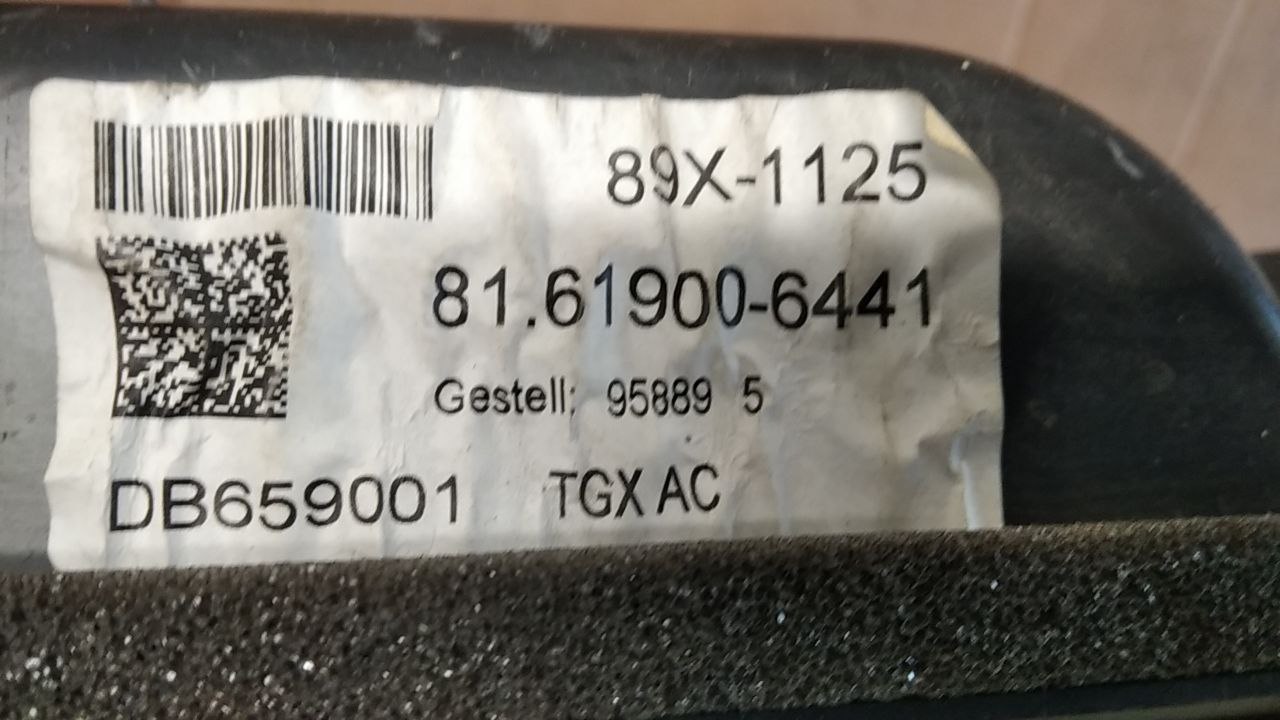 89X-1125
81.61900-6441
Gestell: 95889 5
DB659001 TGX AC